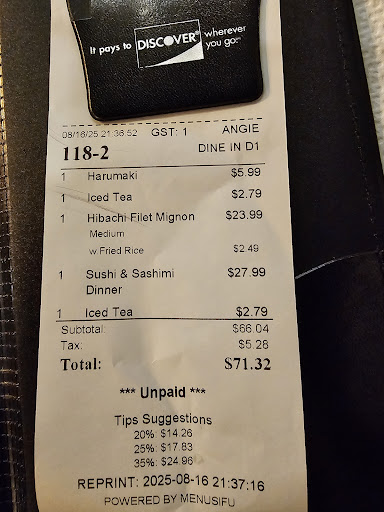 It pays to DISCOVER® wherever you go
08/16/25 21:36:52 GST: 1 ANGIE
118-2 DINE IN D1
1 Harumaki $5.99
1 Iced Tea $2.79
1 Hibachi Filet Mignon $23.99
Medium
w Fried Rice $2.49
1 Sushi & Sashimi $27.99
Dinner
1 Iced Tea $2.79
Subtotal: $66.04
Tax: $5.28
Total: $71.32
*** Unpaid ***
Tips Suggestions
20%: $14.26
25%: $17.83
35%: $24.96
REPRINT: 2025-08-16 21:37:16
POWERED BY MENUSIFU